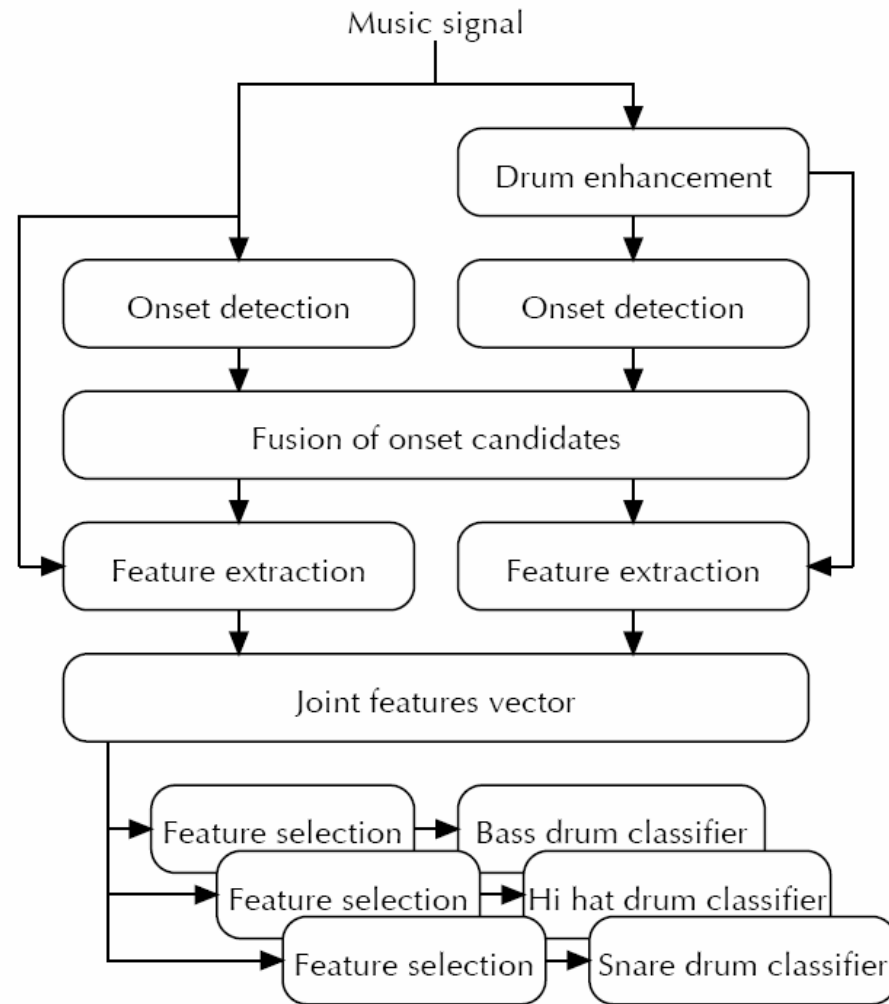 Music signal
Drum enhancement
Onset detection
Onset detection
Fusion of onset candidates
Feature extraction
Feature extraction
Joint features vector
Feature selection
Bass drum classifier
Feature selection
Hi hat drum classifier
Feature selection
Snare drum classifier